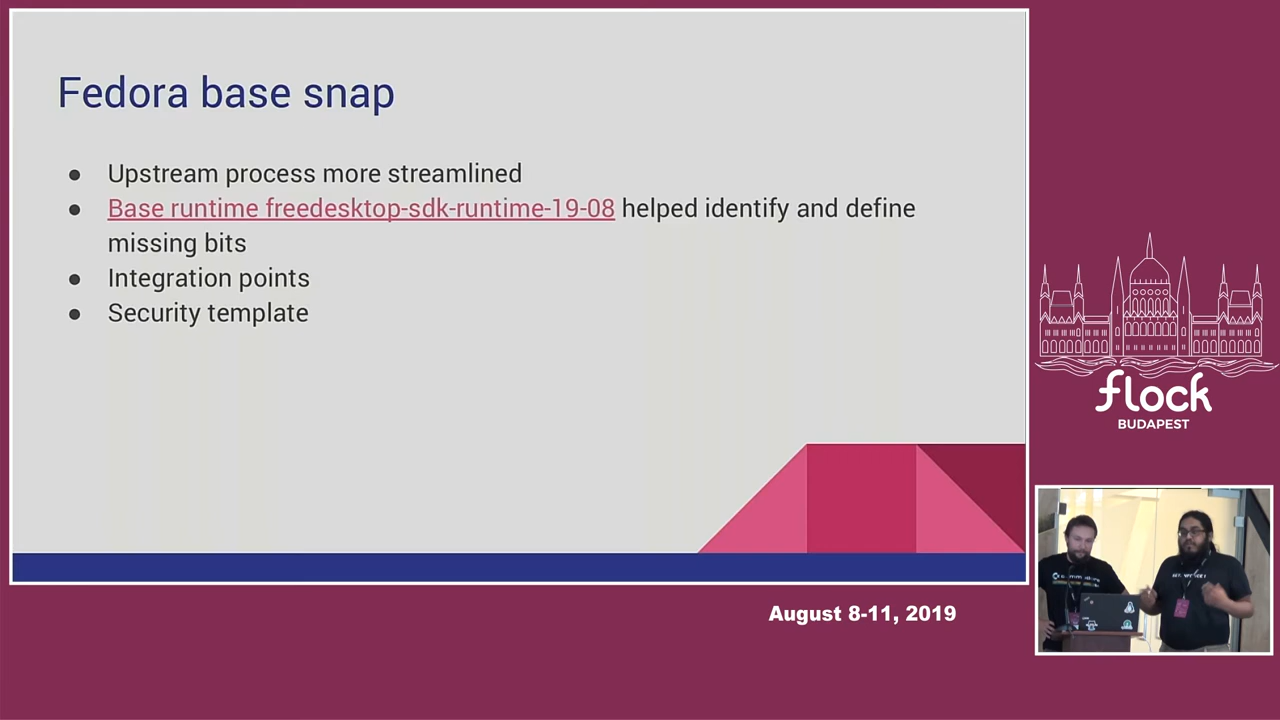 Fedora base snap
● Upstream process more streamlined
● Base runtime freedesktop-sdk-runtime-19-08 helped identify and define
missing bits
● Integration points
● Security template
flock
BUDAPEST
August 8-11, 2019